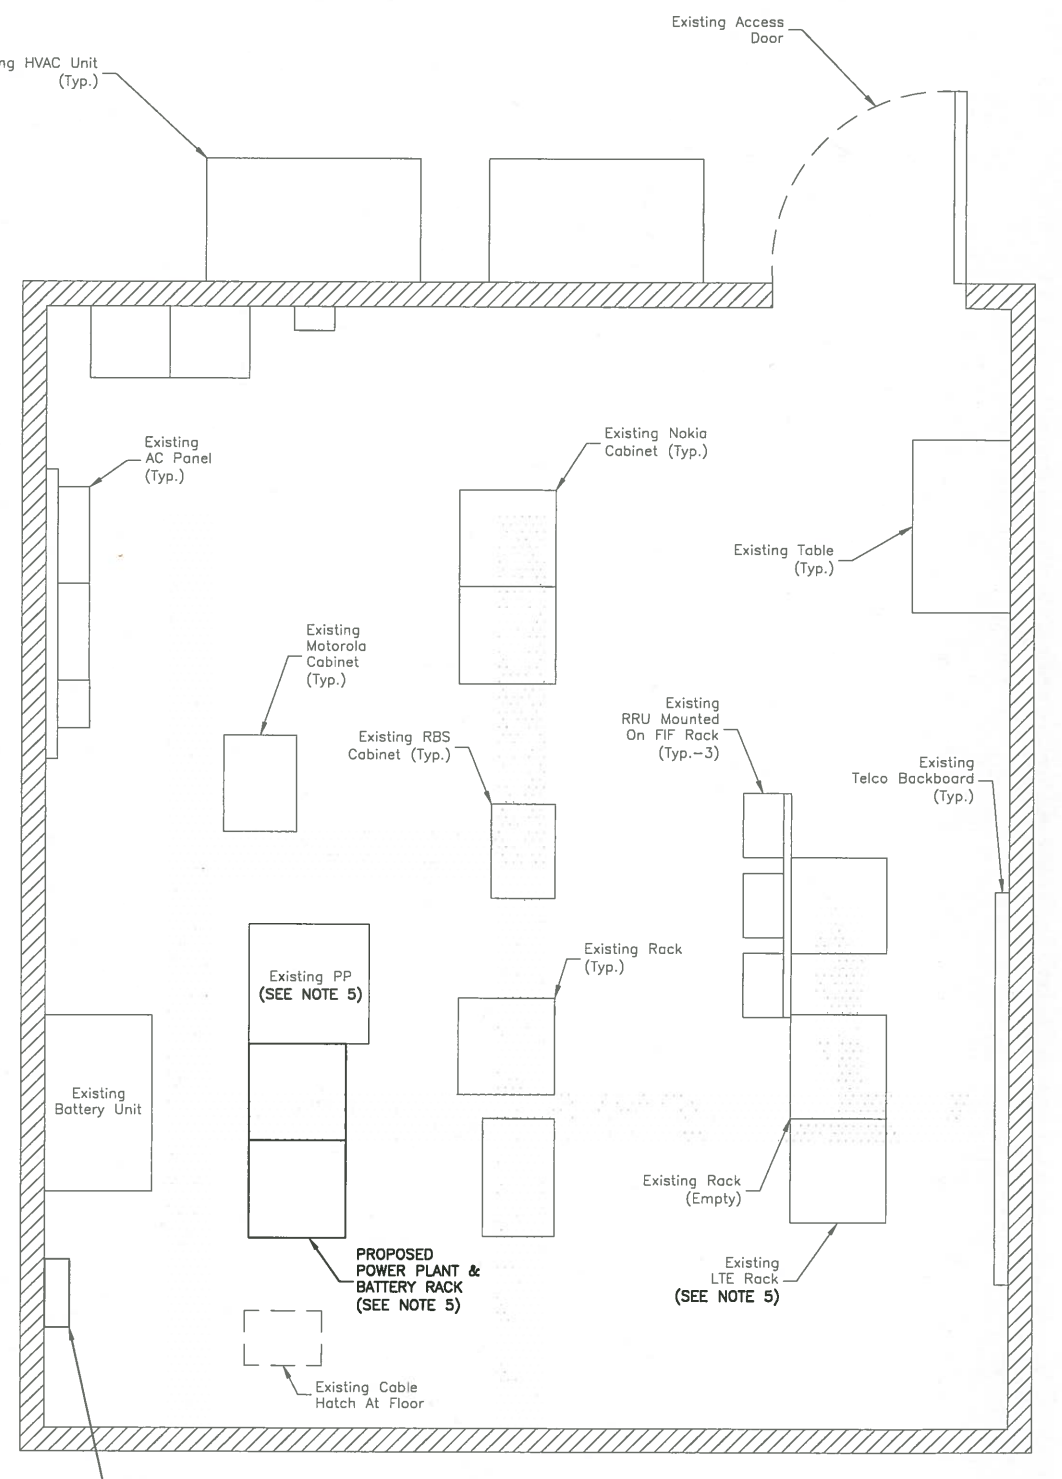 Existing Access
Door
ng HVAC Unit
(Typ.)
Existing
AC Panel
(Typ.)
Existing Nokia
Cabinet (Typ.)
Existing Table
(Typ.)
Existing
Motorola
Cabinet
(Typ.)
Existing RBS
Cabinet (Typ.)
Existing
RRU Mounted
On FIF Rack
(Typ.-3)
Existing
Telco Backboard
(Typ.)
Existing PP
(SEE NOTE 5)
Existing Rack
(Typ.)
Existing
Battery Unit
Existing Rack
(Empty)
PROPOSED
POWER PLANT &
BATTERY RACK
(SEE NOTE 5)
Existing
LTE Rack
(SEE NOTE 5)
Existing Cable
Hatch At Floor